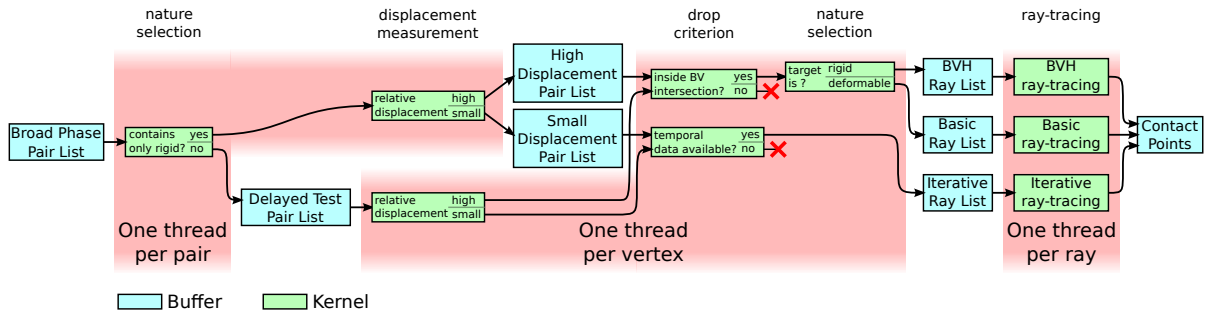 nature
selection
displacement
measurement
drop
criterion
nature
selection
ray-tracing
Broad Phase
Pair List
contains
only rigid?
yes
no
relative
displacement
high
small
High
Displacement
Pair List
Small
Displacement
Pair List
Delayed Test
Pair List
relative
displacement
high
small
inside BV
intersection?
yes
no
temporal
data available?
yes
no
target
is ?
rigid
deformable
BVH
Ray List
Basic
Ray List
Iterative
Ray List
BVH
ray-tracing
Basic
ray-tracing
Iterative
ray-tracing
Contact
Points
One thread
per pair
One thread
per vertex
One thread
per ray
Buffer
Kernel